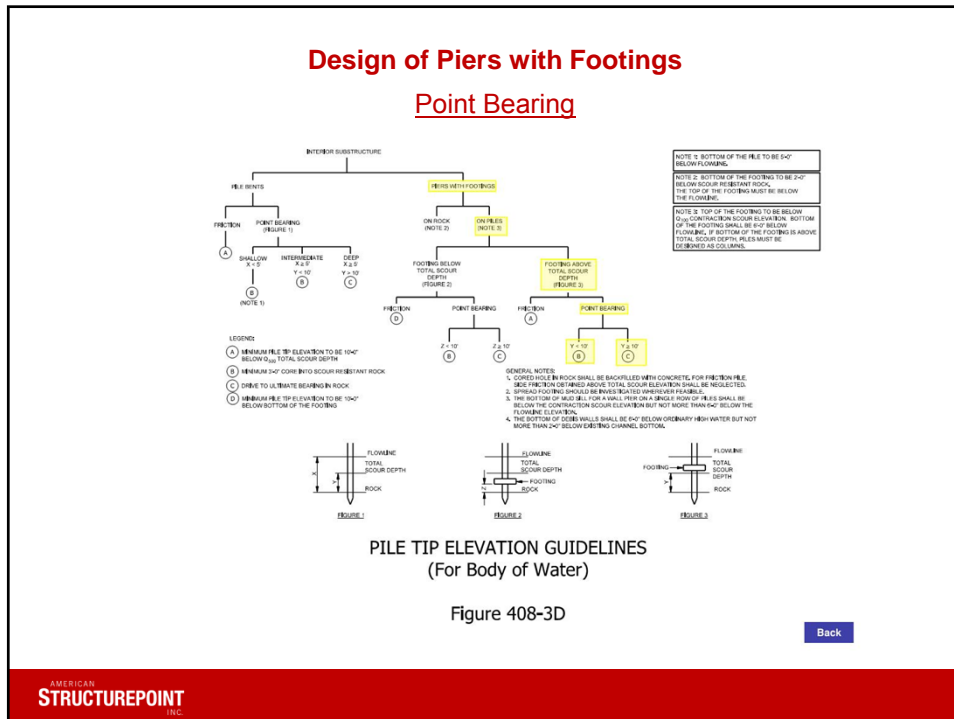 Design of Piers with Footings
Point Bearing
INTERIOR SUBSTRUCTURE
PILE BENTS
PIERS WITH FOOTINGS
FRICTION
POINT BEARING
(FIGURE 1)
ON ROCK
(NOTE 2)
ON PILES
(NOTE 3)
A
SHALLOW
X < 5'
INTERMEDIATE
X ≥ 5'
Y < 10'
DEEP
X ≥ 5'
Y > 10'
B
(NOTE 1)
B
C
FOOTING BELOW
TOTAL SCOUR
DEPTH
(FIGURE 2)
FOOTING ABOVE
TOTAL SCOUR
DEPTH
(FIGURE 3)
FRICTION
POINT BEARING
FRICTION
POINT BEARING
D
A
Z < 10'
Z ≥ 10'
Y < 10'
Y ≥ 10'
B
C
B
C
NOTE 1: BOTTOM OF THE PILE TO BE 5'-0"
BELOW FLOWLINE.
NOTE 2: BOTTOM OF THE FOOTING TO BE 2'-0"
BELOW SCOUR RESISTANT ROCK.
THE TOP OF THE FOOTING MUST BE BELOW
THE FLOWLINE.
NOTE 3: TOP OF THE FOOTING TO BE BELOW
Q100 CONTRACTION SCOUR ELEVATION. BOTTOM
OF THE FOOTING SHALL BE 6'-0" BELOW
FLOWLINE. IF BOTTOM OF THE FOOTING IS ABOVE
TOTAL SCOUR DEPTH, PILES MUST BE
DESIGNED AS COLUMNS.
LEGEND:
A MINIMUM PILE TIP ELEVATION TO BE 10'-0"
BELOW Q100 TOTAL SCOUR DEPTH
B MINIMUM 3'-0" CORE INTO SCOUR RESISTANT ROCK
C DRIVE TO ULTIMATE BEARING IN ROCK
D MINIMUM PILE TIP ELEVATION TO BE 10'-0"
BELOW BOTTOM OF THE FOOTING
GENERAL NOTES:
1. CORED HOLE IN ROCK SHALL BE BACKFILLED WITH CONCRETE. FOR FRICTION PILE,
SIDE FRICTION OBTAINED ABOVE TOTAL SCOUR ELEVATION SHALL BE NEGLECTED.
2. SPREAD FOOTING SHOULD BE INVESTIGATED WHEREVER FEASIBLE.
3. THE BOTTOM OF MUD SILL FOR A WALL PIER ON A SINGLE ROW OF PILES SHALL BE
BELOW THE CONTRACTION SCOUR ELEVATION BUT NOT MORE THAN 6'-0" BELOW THE
FLOWLINE ELEVATION.
4. THE BOTTOM OF DEBIS WALLS SHALL BE 6'-0" BELOW ORDINARY HIGH WATER BUT NOT
MORE THAN 2'-0" BELOW EXISTING CHANNEL BOTTOM.
X
Y
FLOWLINE
TOTAL
SCOUR DEPTH
ROCK
FIGURE 1
Z
FLOWLINE
TOTAL
SCOUR DEPTH
FOOTING
ROCK
FIGURE 2
FOOTING
Y
FLOWLINE
TOTAL
SCOUR
DEPTH
ROCK
FIGURE 3
PILE TIP ELEVATION GUIDELINES
(For Body of Water)
Figure 408-3D
Back
AMERICAN
STRUCTUREPOINT
INC.